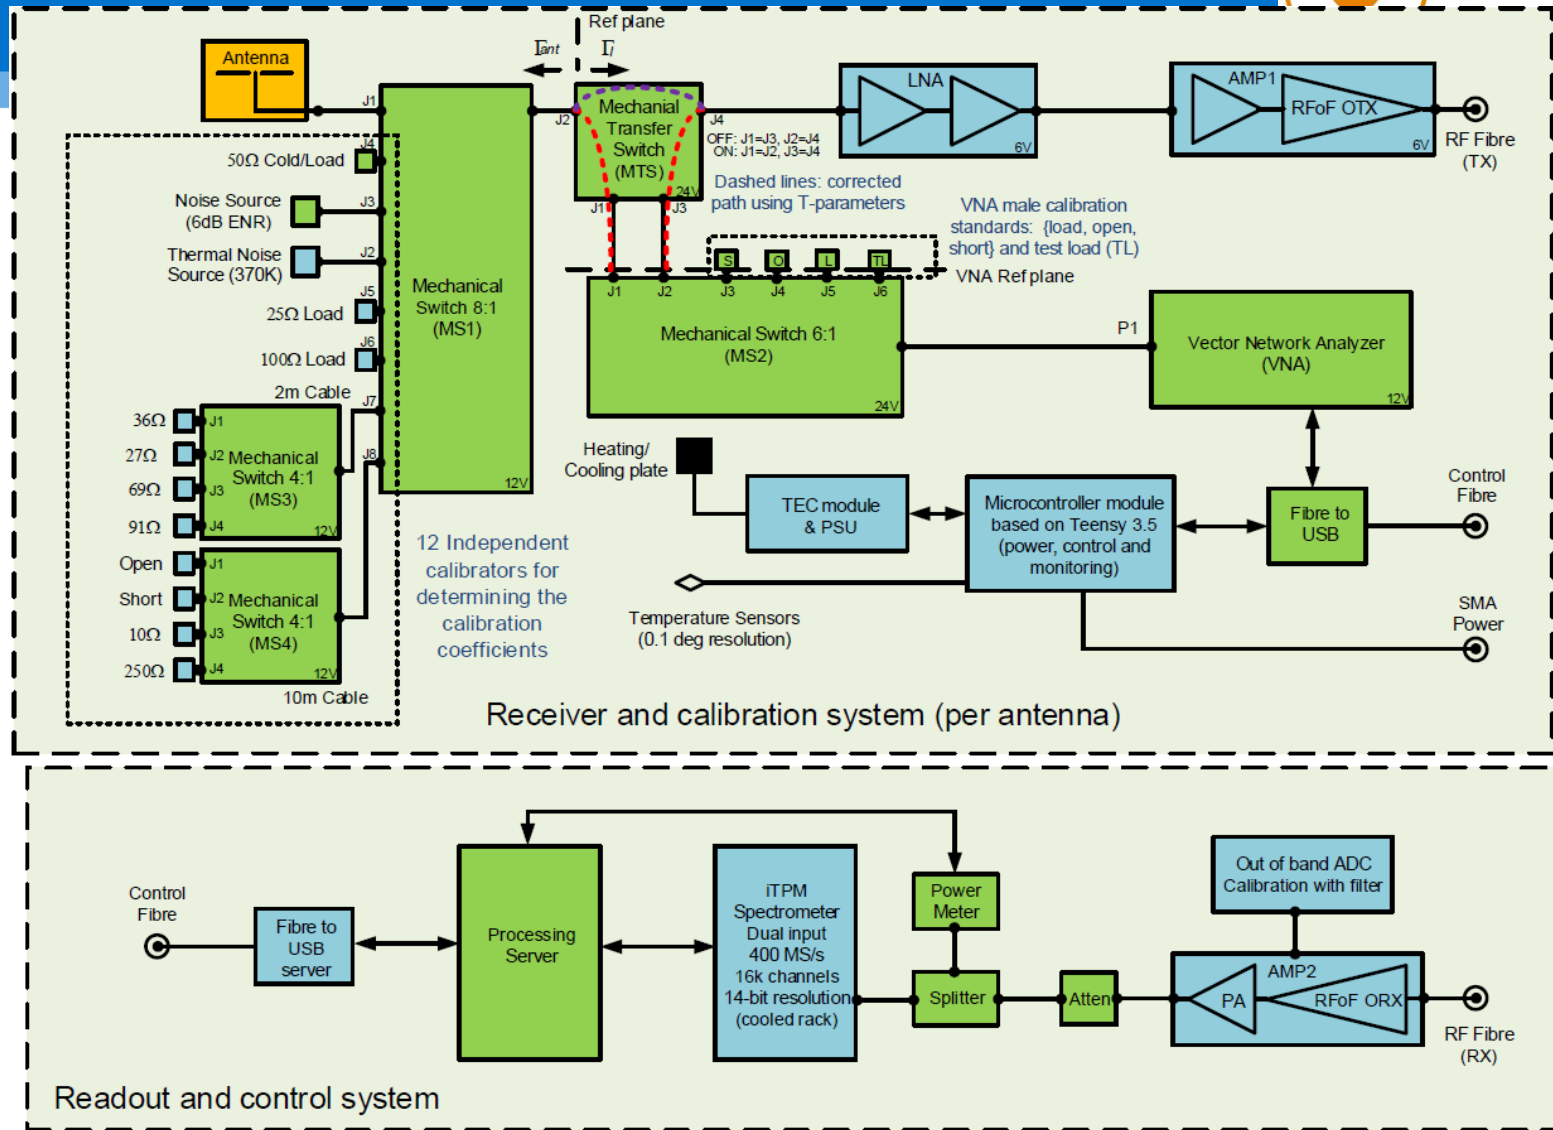 Ref plane
Γant
Γl
Antenna
J1
J4
50Ω Cold/Load
Noise Source
(6dB ENR)
J3
Thermal Noise
Source (370K)
J2
25Ω Load
J5
100Ω Load
J6
2m Cable
J7
J8
Mechanical
Switch 8:1
(MS1)
12V
36Ω
27Ω
69Ω
91Ω
J1
J2
J3
J4
Mechanical
Switch 4:1
(MS3)
12V
Open
Short
10Ω
250Ω
J1
J2
J3
J4
Mechanical
Switch 4:1
(MS4)
12V
10m Cable
12 Independent
calibrators for
determining the
calibration
coefficients
J2
Mechanial
Transfer
Switch
(MTS)
24V
J4
OFF: J1=J3, J2=J4
ON: J1=J2, J3=J4
J1
J3
Dashed lines: corrected
path using T-parameters
LNA
6V
AMP1
RFoF OTX
6V
RF Fibre
(TX)
VNA male calibration
standards: {load, open,
short} and test load (TL)
VNA Ref plane
S
O
L
TL
J1
J2
J3
J4
J5
J6
Mechanical Switch 6:1
(MS2)
24V
P1
Vector Network Analyzer
(VNA)
12V
Heating/
Cooling plate
TEC module
& PSU
Microcontroller module
based on Teensy 3.5
(power, control and
monitoring)
Fibre to
USB
Control
Fibre
SMA
Power
Temperature Sensors
(0.1 deg resolution)
Receiver and calibration system (per antenna)
Control
Fibre
Fibre to
USB
server
Processing
Server
iTPM
Spectrometer
Dual input
400 MS/s
16k channels
14-bit resolution
(cooled rack)
Power
Meter
Splitter
Atten
Out of band ADC
Calibration with filter
AMP2
PA
RFoF ORX
RF Fibre
(RX)
Readout and control system